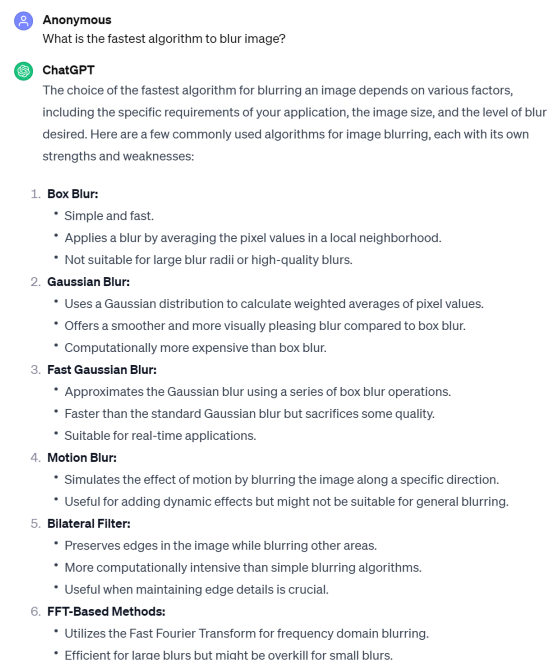 Anonymous
What is the fastest algorithm to blur image?
ChatGPT
The choice of the fastest algorithm for blurring an image depends on various factors,
including the specific requirements of your application, the image size, and the level of blur
desired. Here are a few commonly used algorithms for image blurring, each with its own
strengths and weaknesses:
1. Box Blur:
• Simple and fast.
• Applies a blur by averaging the pixel values in a local neighborhood.
• Not suitable for large blur radii or high-quality blurs.
2. Gaussian Blur:
• Uses a Gaussian distribution to calculate weighted averages of pixel values.
• Offers a smoother and more visually pleasing blur compared to box blur.
• Computationally more expensive than box blur.
3. Fast Gaussian Blur:
• Approximates the Gaussian blur using a series of box blur operations.
• Faster than the standard Gaussian blur but sacrifices some quality.
• Suitable for real-time applications.
4. Motion Blur:
• Simulates the effect of motion by blurring the image along a specific direction.
• Useful for adding dynamic effects but might not be suitable for general blurring.
5. Bilateral Filter:
• Preserves edges in the image while blurring other areas.
• More computationally intensive than simple blurring algorithms.
• Useful when maintaining edge details is crucial.
6. FFT-Based Methods:
• Utilizes the Fast Fourier Transform for frequency domain blurring.
• Efficient for large blurs but might be overkill for small blurs.